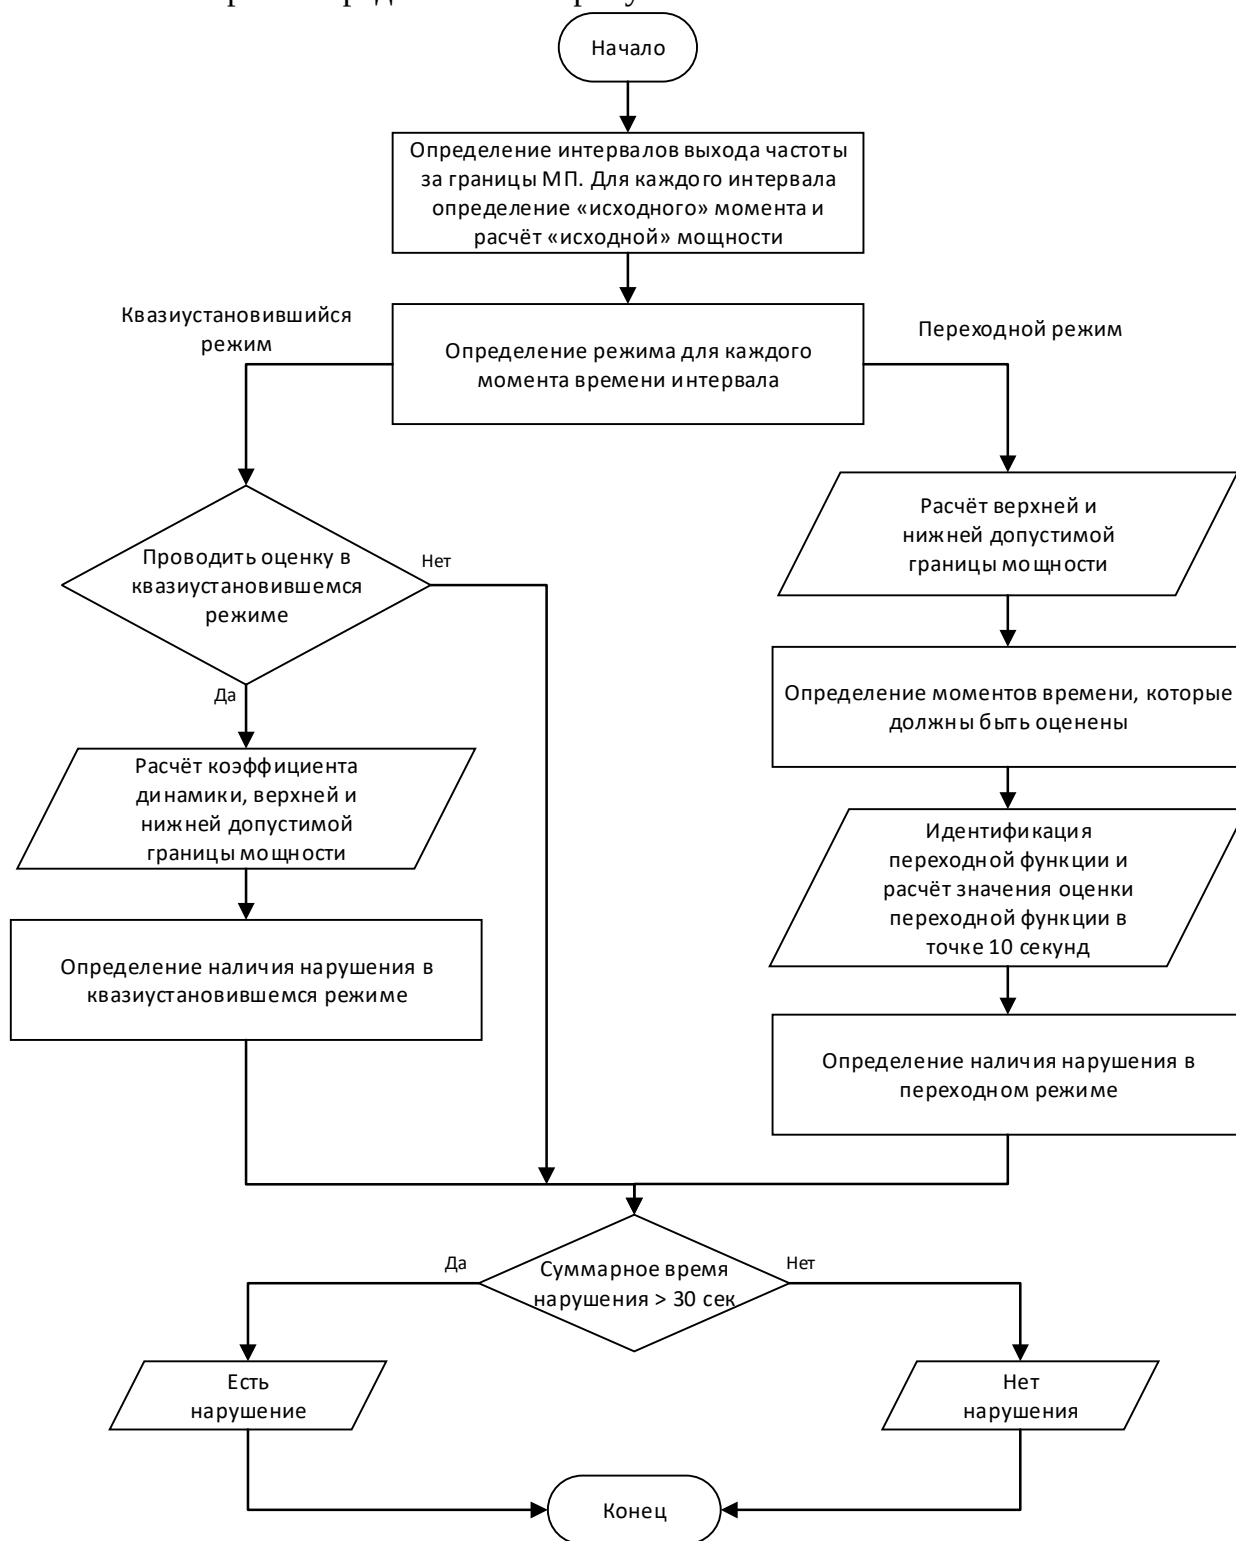 Начало
Определение интервалов выхода частоты
за границы МП. Для каждого интервала
определение «исходного» момента и
расчёт «исходной» мощности
Квазиустановившийся
режим
Определение режима для каждого
момента времени интервала
Переходной режим
Проводить оценку в
квазиустановившемся
режиме
Нет
Да
Расчёт верхней и
нижней допустимой
границы мощности
Определение моментов времени, которые
должны быть оценены
Расчёт коэффициента
динамики, верхней и
нижней допустимой
границы мощности
Идентификация
переходной функции и
расчёт значения оценки
переходной функции в
точке 10 секунд
Определение наличия нарушения в
квазиустановившемся режиме
Определение наличия нарушения в
переходном режиме
Да
Суммарное время
нарушения > 30 сек
Нет
Есть
нарушение
Нет
нарушения
Конец